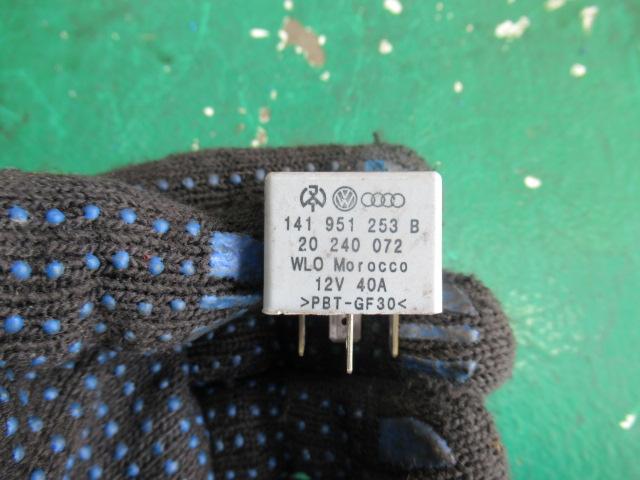 141 951 253 B
20 240 072
WLO Morocco
12V 40A
>PBT-GF30<